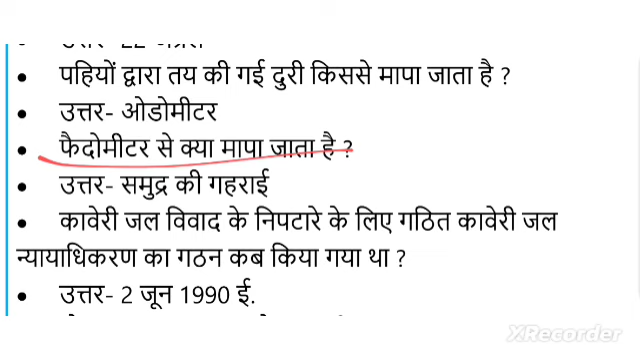 • पहियों द्वारा तय की गई दुरी किससे मापा जाता है ?
• उत्तर- ओडोमीटर
• फैदोमीटर से क्या मापा जाता है ?
• उत्तर- समुद्र की गहराई
• कावेरी जल विवाद के निपटारे के लिए गठित कावेरी जल
न्यायाधिकरण का गठन कब किया गया था ?
• उत्तर- 2 जून 1990 ई.
XRecorder